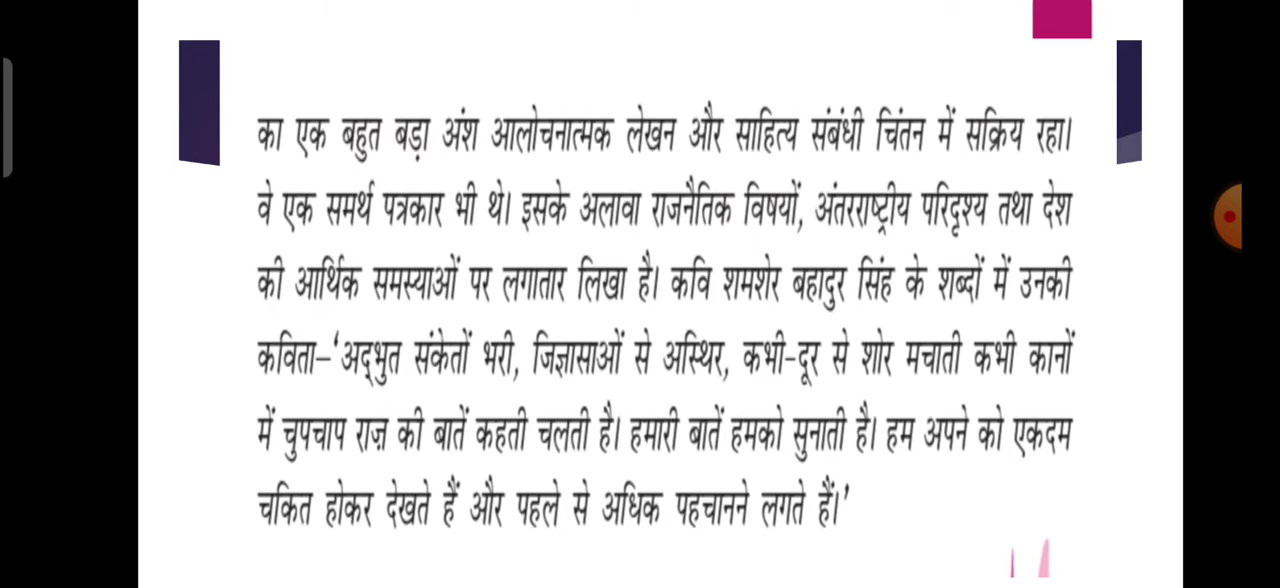 का एक बहुत बड़ा अंश आलोचनात्मक लेखन और साहित्य संबंधी चिंतन में सक्रिय रहा।
वे एक समर्थ पत्रकार भी थे। इसके अलावा राजनैतिक विषयों, अंतरराष्ट्रीय परिदृश्य तथा देश
की आर्थिक समस्याओं पर लगातार लिखा है। कवि शमशेर बहादुर सिंह के शब्दों में उनकी
कविता–‘अद्‌भुत संकेतों भरी, जिज्ञासाओं से अस्थिर, कभी-दूर से शोर मचाती कभी कानों
में चुपचाप राज़ की बातें कहती चलती है। हमारी बातें हमको सुनाती है। हम अपने को एकदम
चकित होकर देखते हैं और पहले से अधिक पहचानने लगते हैं।’